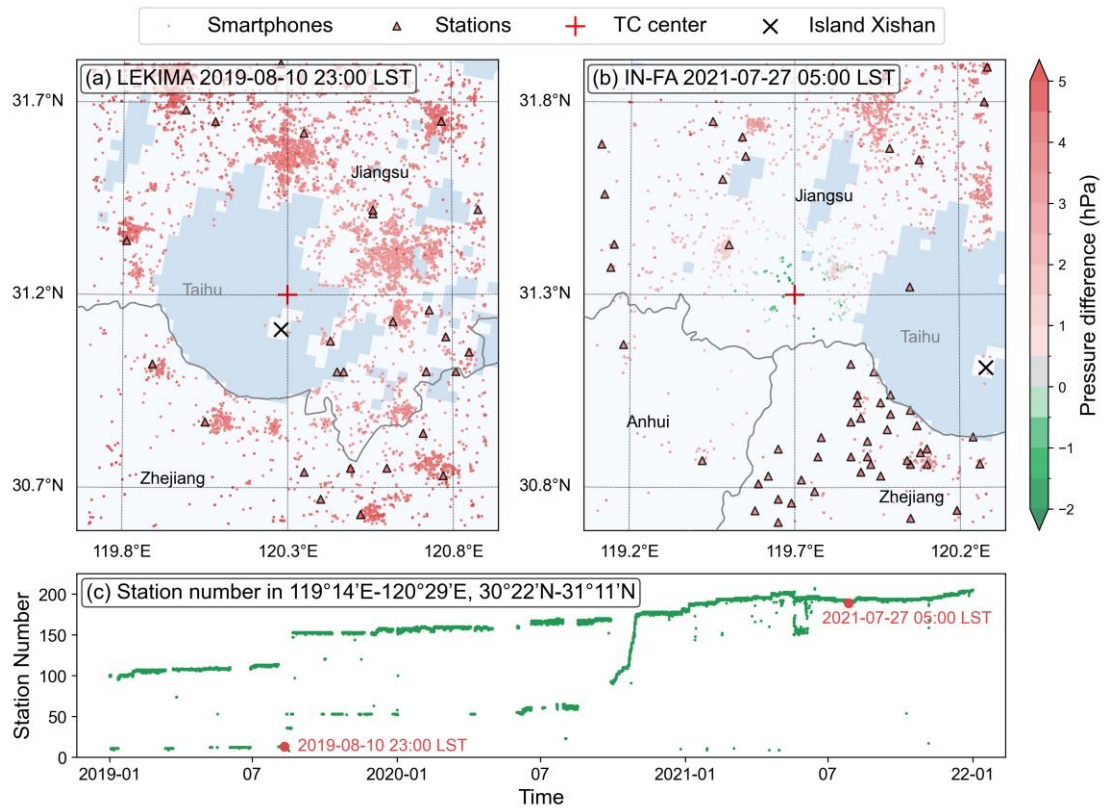 Smartphones Stations TC center Island Xishan
(a) LEKIMA 2019-08-10 23:00 LST
31.7°N
31.2°N
30.7°N
119.8°E 120.3°E 120.8°E
Jiangsu
Taihu
Zhejiang
(b) IN-FA 2021-07-27 05:00 LST
31.8°N
31.3°N
30.8°N
119.2°E 119.7°E 120.2°E
Jiangsu
Taihu
Anhui
Zhejiang
5
4
3
2
1
0
−1
−2
Pressure difference (hPa)
(c) Station number in 119°14’E-120°29’E, 30°22’N-31°11’N
Station Number
200
150
100
50
0
2021-07-27 05:00 LST
2019-08-10 23:00 LST
2019-01 07 2020-01 07 2021-01 07 22-01
Time